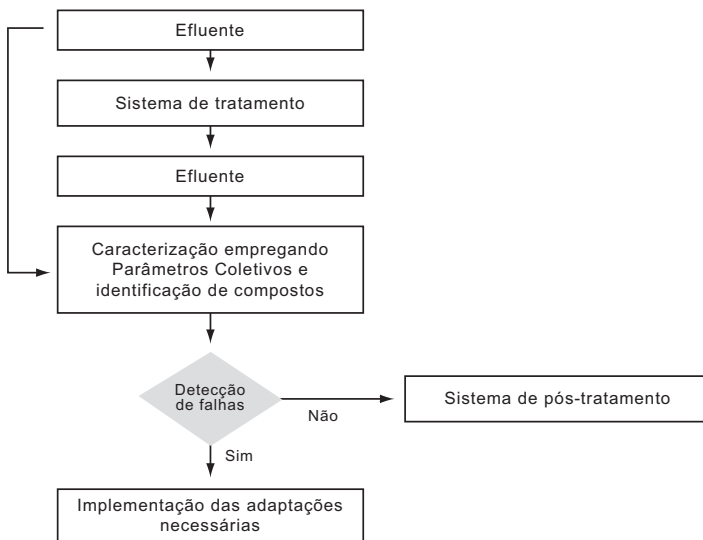 Efluente
Sistema de tratamento
Efluente
Caracterização empregando
Parâmetros Coletivos e
identificação de compostos
Detecção
de falhas
Não
Sistema de pós-tratamento
Sim
Implementação das adaptações
necessárias